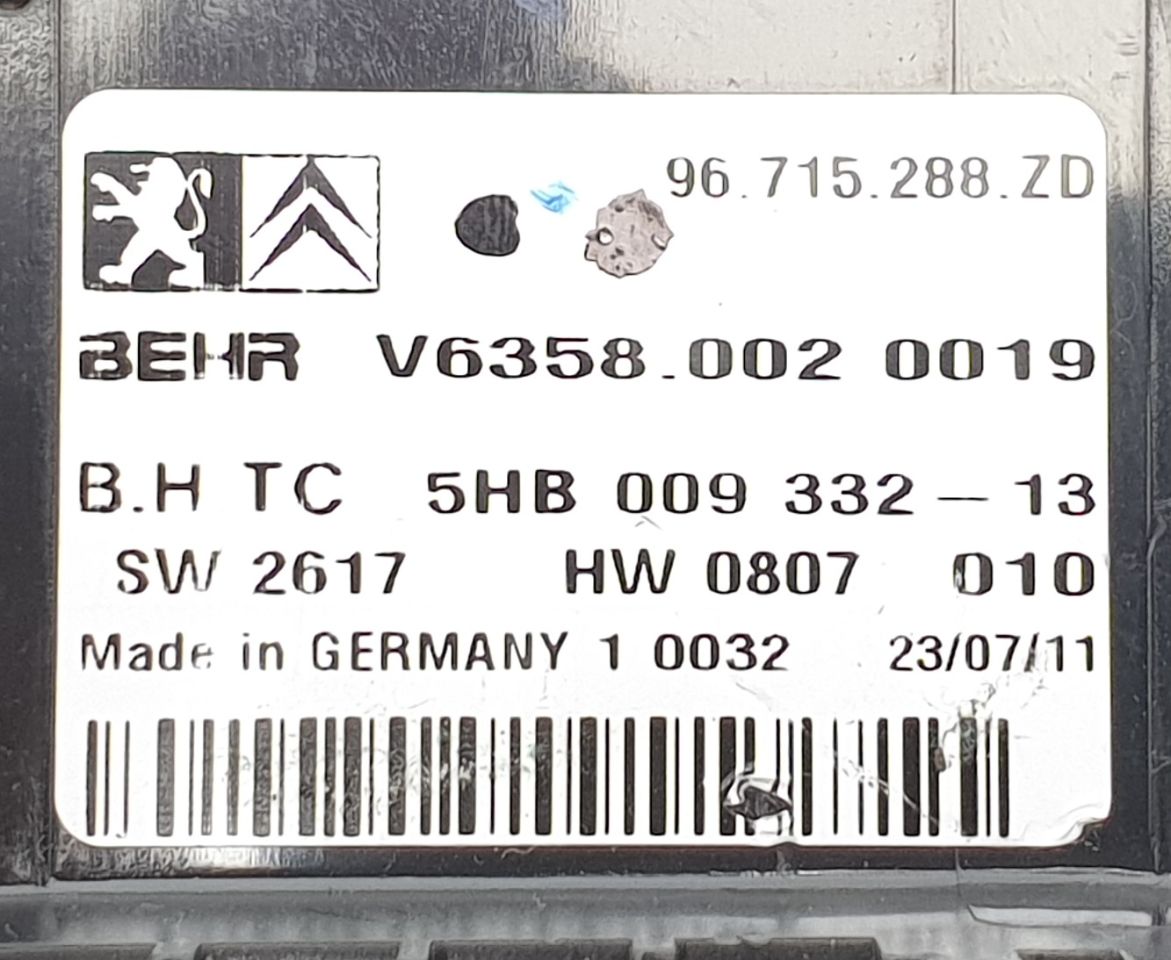 96.715.288.ZD
BEHR V6358.002 0019
B.H TC 5HB 009 332 – 13
SW 2617 HW 0807 010
Made in GERMANY 1 0032 23/07/11